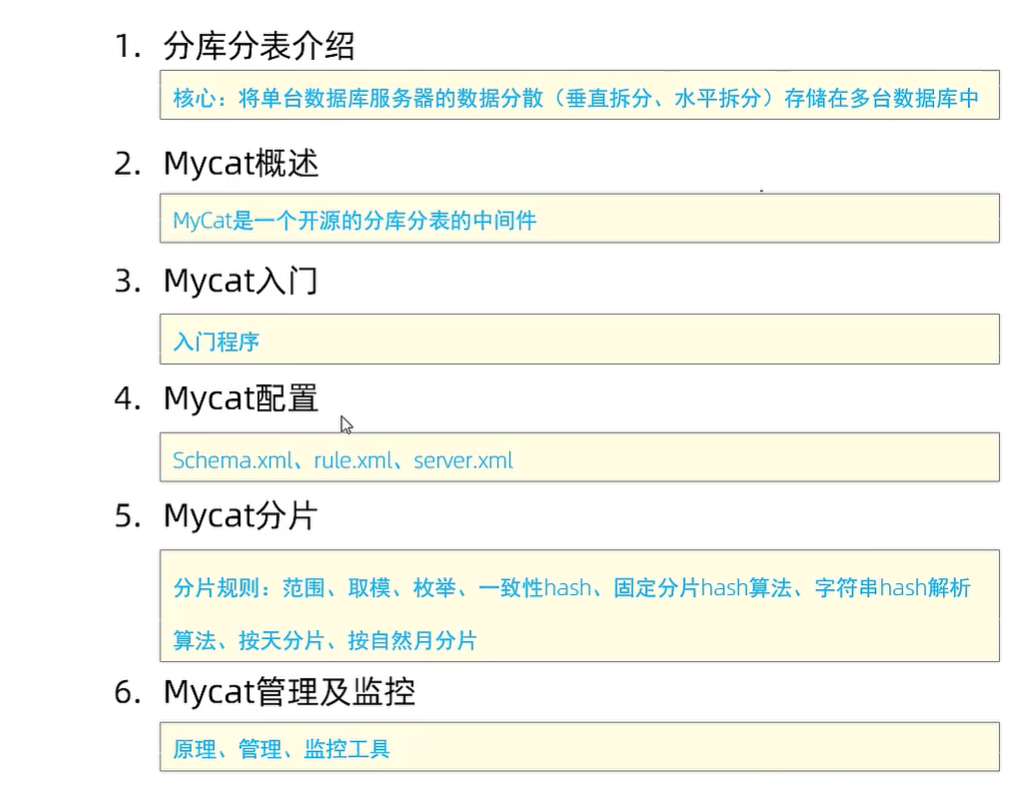 1. 分库分表介绍
核心：将单台数据库服务器的数据分散（垂直拆分、水平拆分）存储在多台数据库中
2. Mycat概述
MyCat是一个开源的分库分表的中间件
3. Mycat入门
入门程序
4. Mycat配置
Schema.xml、rule.xml、server.xml
5. Mycat分片
分片规则：范围、取模、枚举、一致性hash、固定分片hash算法、字符串hash解析
算法、按天分片、按自然月分片
6. Mycat管理及监控
原理、管理、监控工具